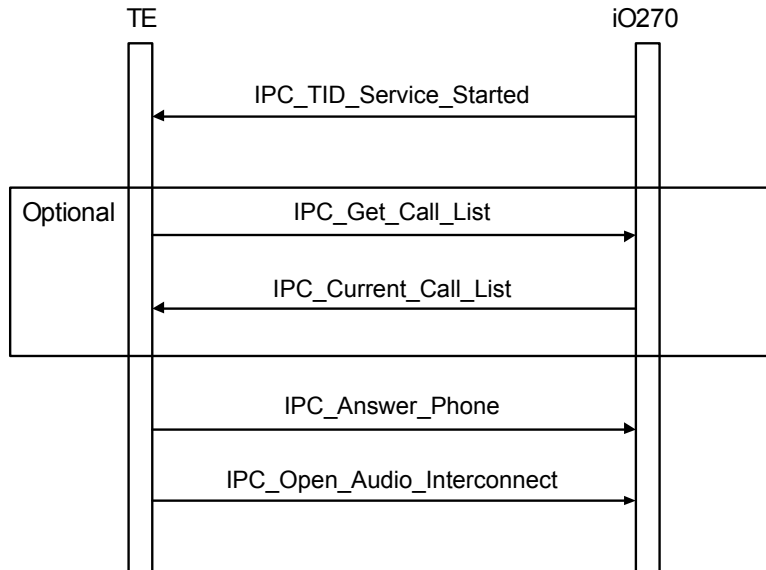 TE
iO270
IPC_TID_Service_Started
Optional
IPC_Get_Call_List
IPC_Current_Call_List
IPC_Answer_Phone
IPC_Open_Audio_Interconnect